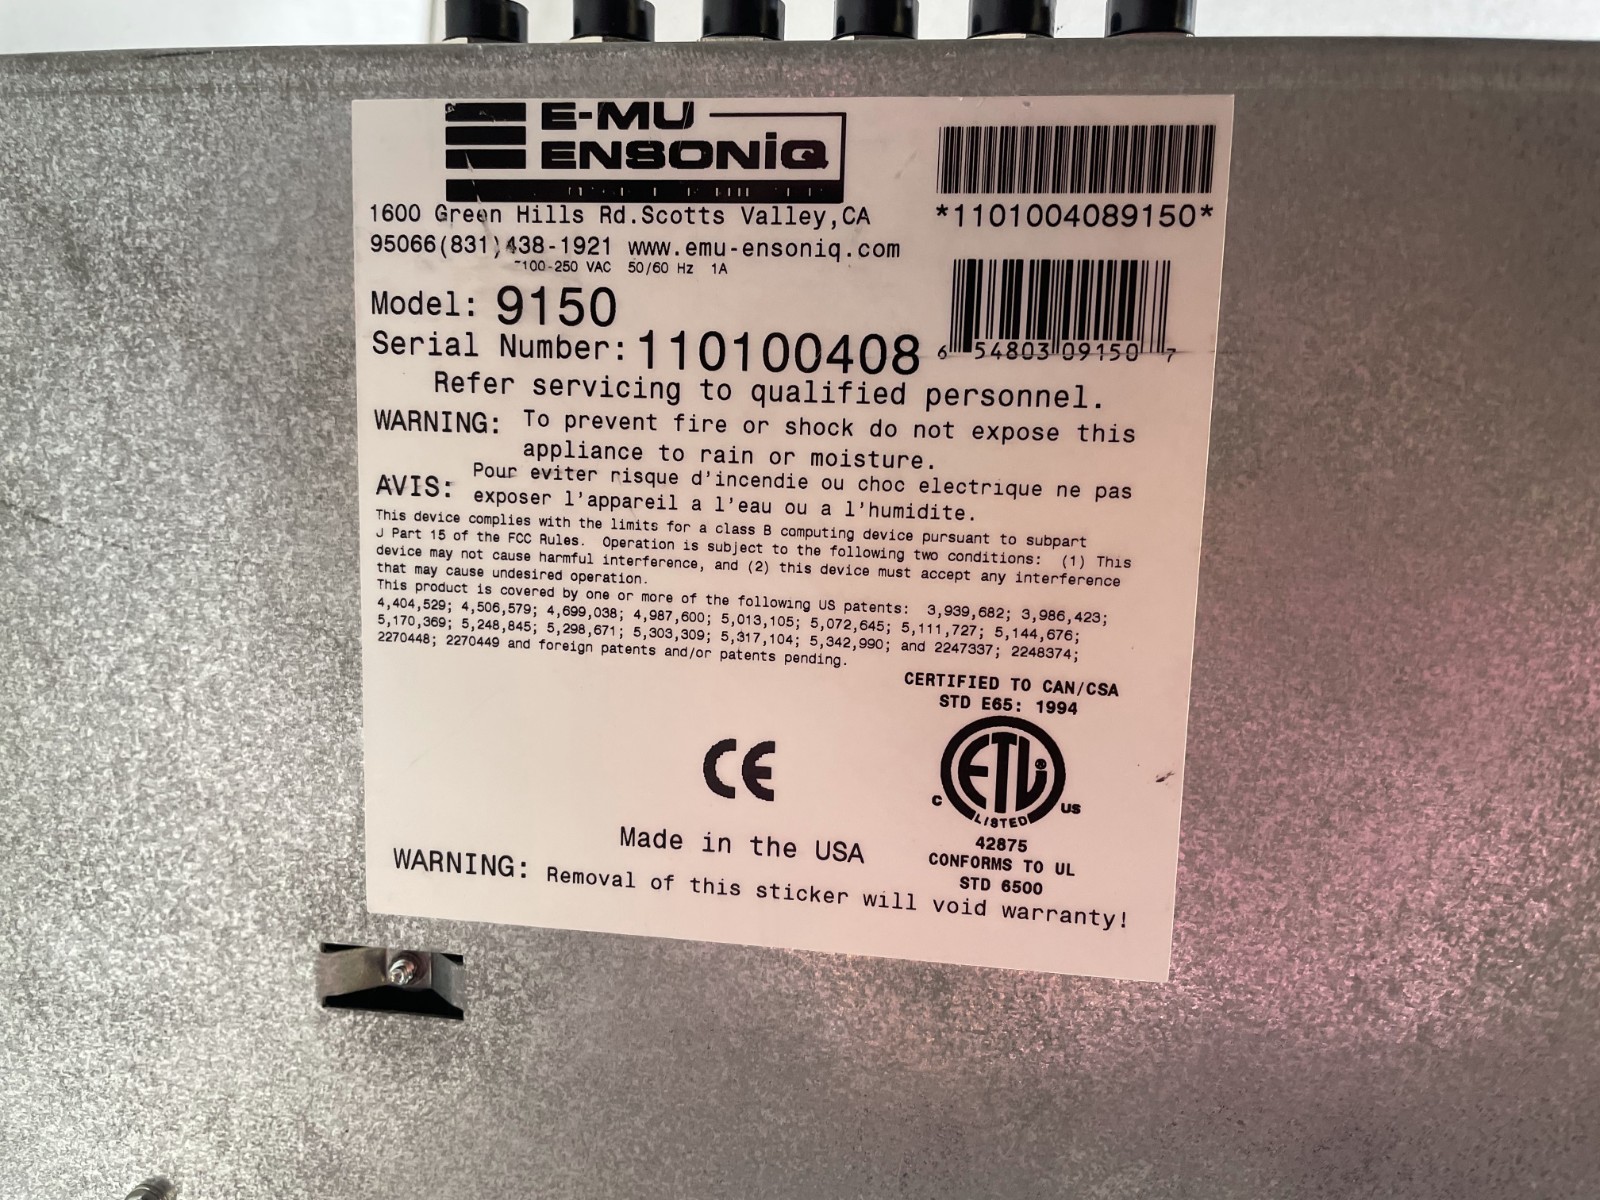 E-MU
ENSONiQ
1600 Green Hills Rd.Scotts Valley,CA
95066(831)438-1921 www.emu-ensoniq.com
~100-250 VAC 50/60 Hz 1A
*1101004089150*
Model: 9150
Serial Number: 110100408
6 54803 09150 7
Refer servicing to qualified personnel.
WARNING: To prevent fire or shock do not expose this
appliance to rain or moisture.
AVIS: Pour eviter risque d'incendie ou choc electrique ne pas
exposer l'appareil a l'eau ou a l'humidite.
This device complies with the limits for a class B computing device pursuant to subpart
J Part 15 of the FCC Rules. Operation is subject to the following two conditions: (1) This
device may not cause harmful interference, and (2) this device must accept any interference
that may cause undesired operation.
This product is covered by one or more of the following US patents: 3,939,682; 3,986,423;
4,404,529; 4,506,579; 4,699,038; 4,987,600; 5,013,105; 5,072,645; 5,111,727; 5,144,676;
5,170,369; 5,248,845; 5,298,671; 5,303,309; 5,317,104; 5,342,990; and 2247337; 2248374;
2270448; 2270449 and foreign patents and/or patents pending.
CERTIFIED TO CAN/CSA
STD E65: 1994
CE
ETL ®
C US
LISTED
42875
CONFORMS TO UL
STD 6500
Made in the USA
WARNING: Removal of this sticker will void warranty!